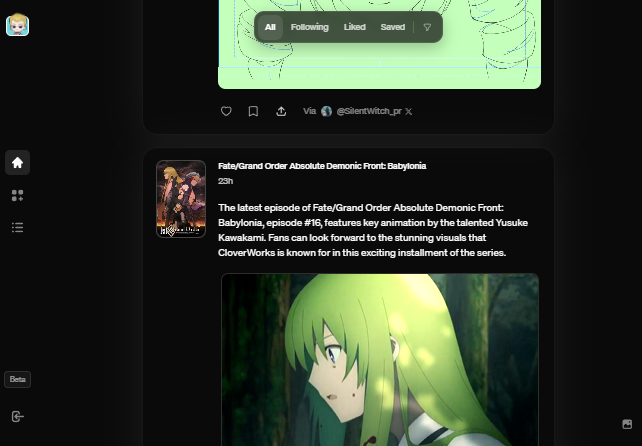 All Following Liked Saved
Via @SilentWitch_pr
Fate/Grand Order Absolute Demonic Front: Babylonia
23h
The latest episode of Fate/Grand Order Absolute Demonic Front:
Babylonia, episode #16, features key animation by the talented Yusuke
Kawakami. Fans can look forward to the stunning visuals that
CloverWorks is known for in this exciting installment of the series.
Beta